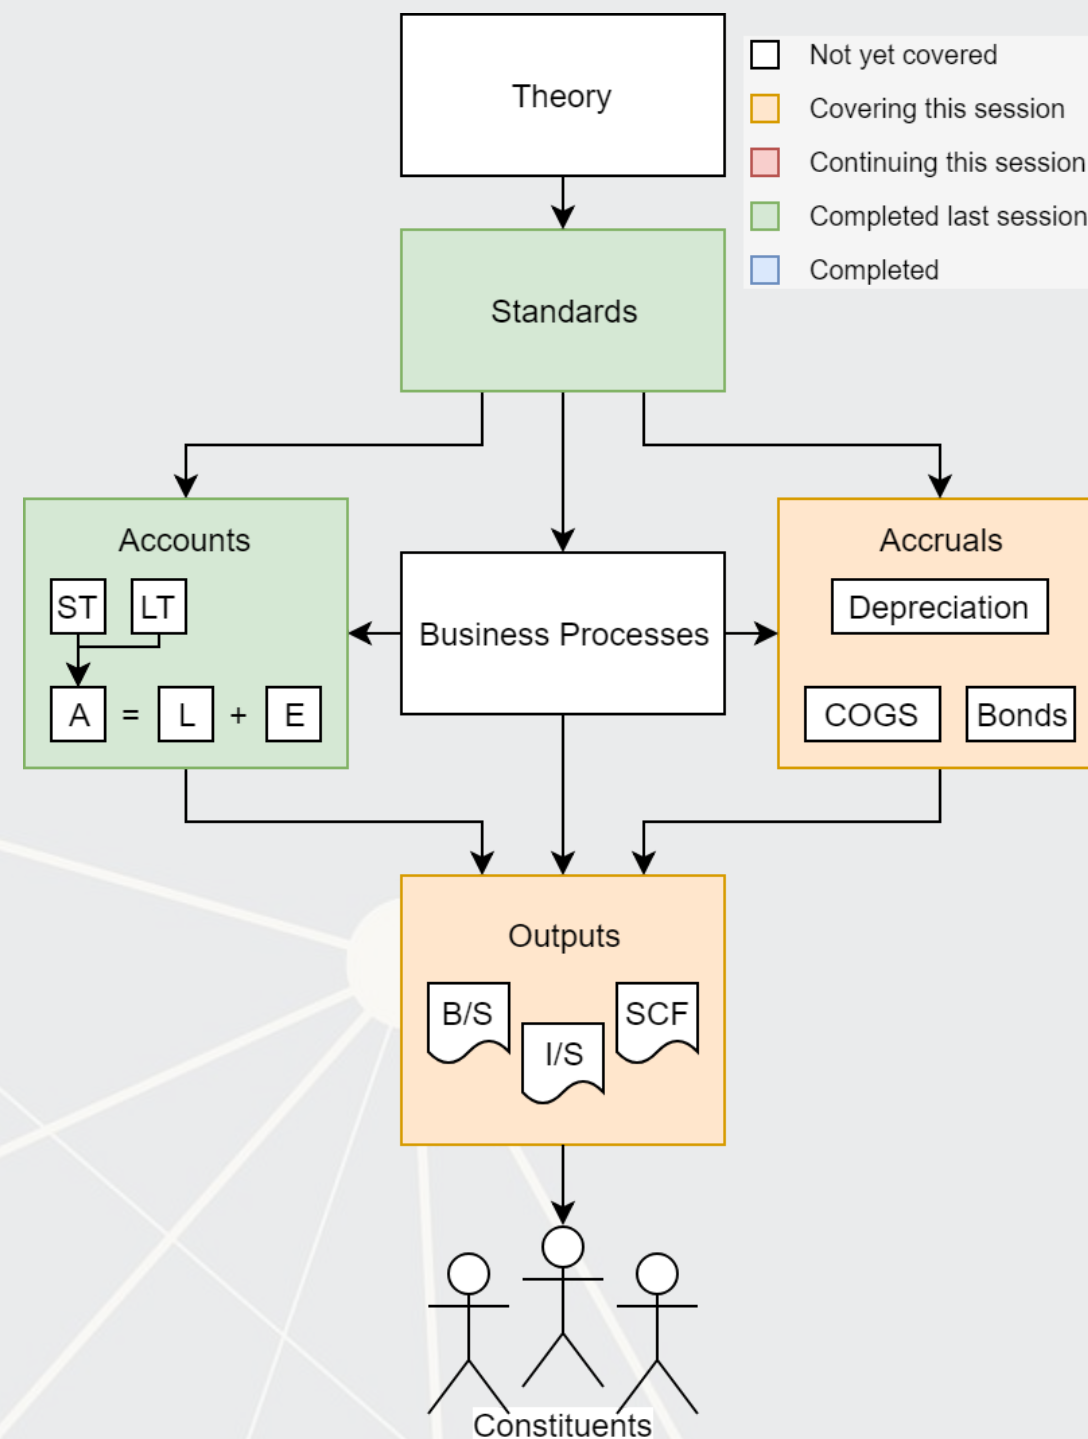 Theory
Not yet covered
Covering this session
Continuing this session
Completed last session
Completed
Standards
Accounts
ST LT
A = L + E
Business Processes
Accruals
Depreciation
COGS Bonds
Outputs
B/S
I/S
SCF
Constituents